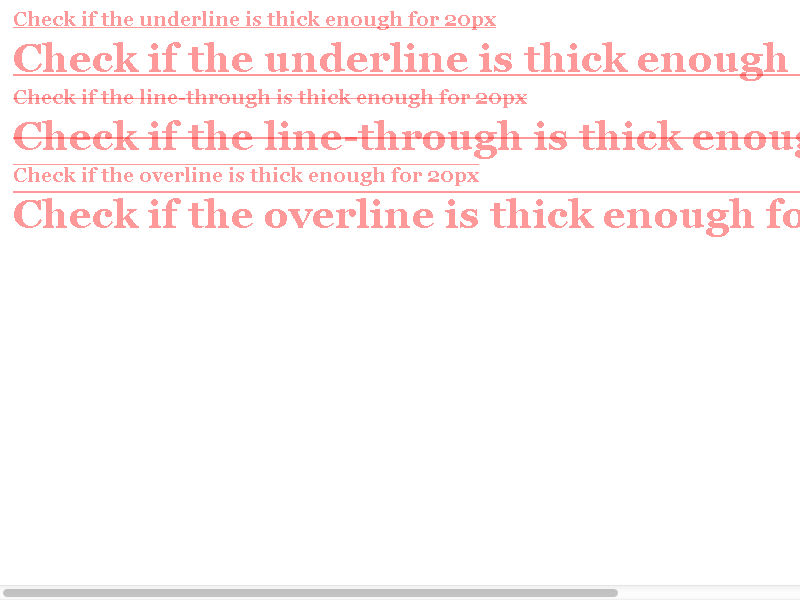 Check if the underline is thick enough for 20px
Check if the underline is thick enough
Check if the line-through is thick enough for 20px
Check if the line-through is thick enoug
Check if the overline is thick enough for 20px
Check if the overline is thick enough fo